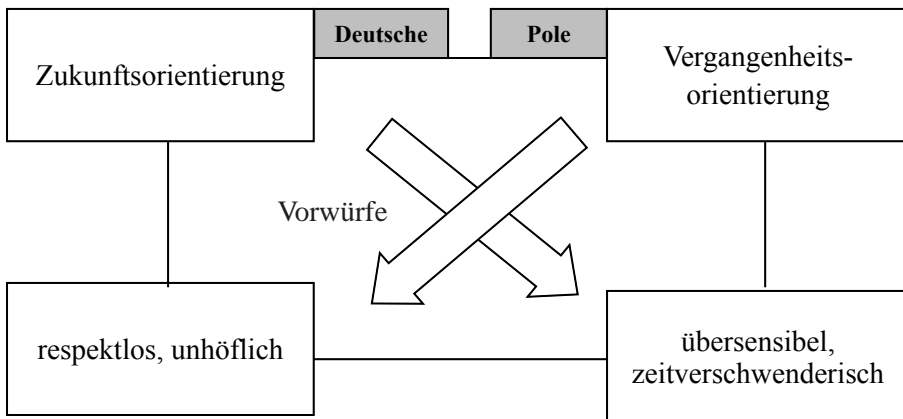 Deutsche
Pole
Zukunftsorientierung
Vergangenheits-
orientierung
Vorwürfe
respektlos, unhöflich
übersensibel,
zeitverschwenderisch